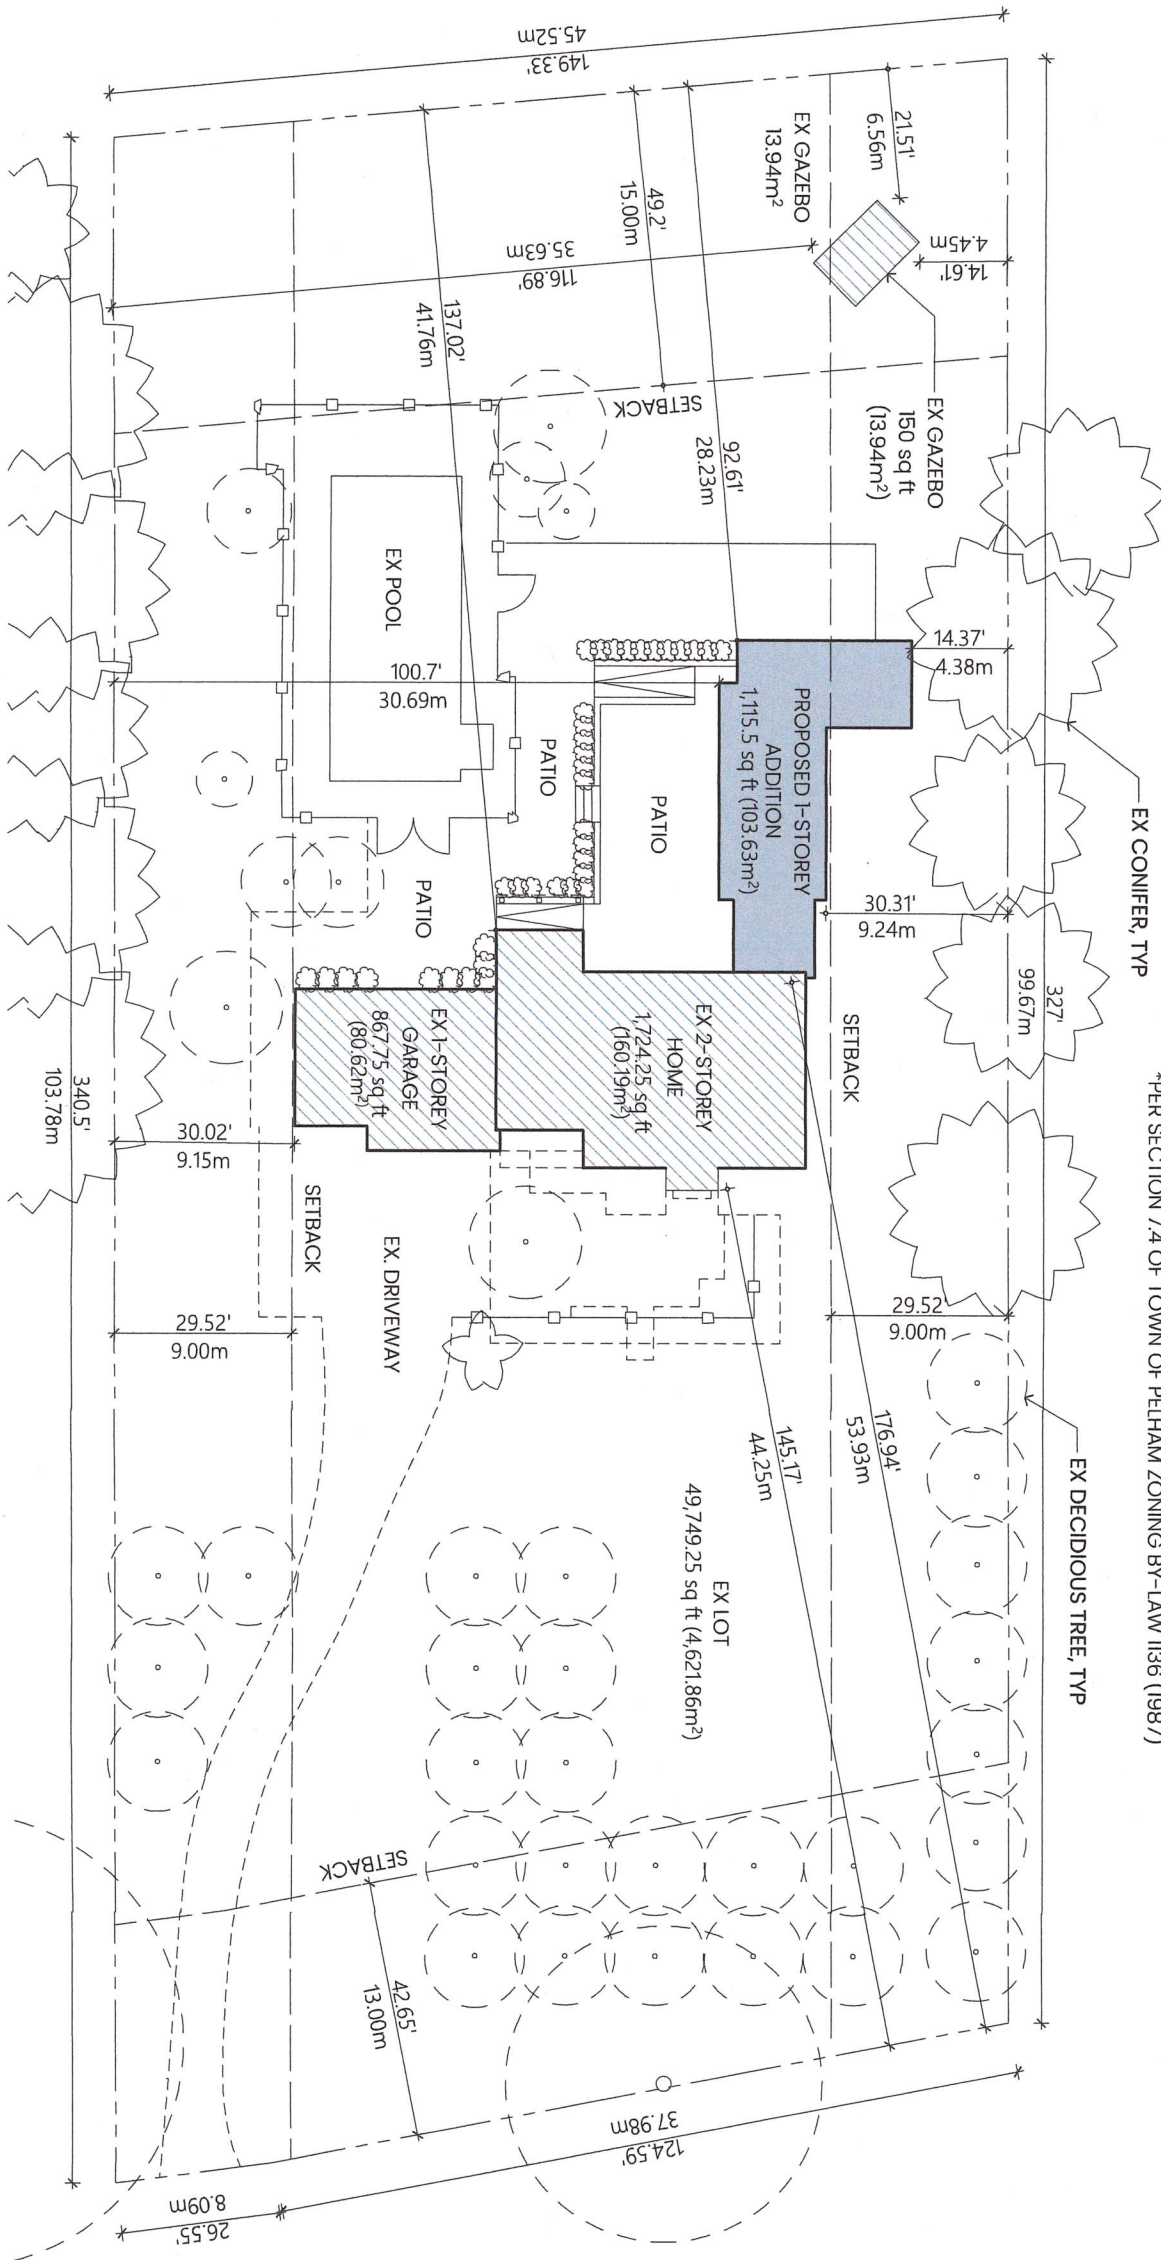 *PER SECTION 7.4 OF TOWN OF PELHAM ZONING BY-LAW 1136 (1987)
EX CONIFER, TYP
EX DECIDIOUS TREE, TYP
327'
99.67m
149.33'
45.52m
21.51'
6.56m
14.61'
4.45m
EX GAZEBO
13.94m²
EX GAZEBO
150 sq ft
(13.94m²)
49.2'
15.00m
116.89'
35.63m
92.61'
28.23m
137.02'
41.76m
SETBACK
14.37'
4.38m
PROPOSED 1-STOREY
ADDITION
1,115.5 sq ft (103.63m²)
30.31'
9.24m
SETBACK
29.52'
9.00m
176.94'
53.93m
145.17'
44.25m
EX POOL
100.7'
30.69m
PATIO
PATIO
PATIO
EX 2-STOREY
HOME
1,724.25 sq ft
(160.19m²)
EX 1-STOREY
GARAGE
867.75 sq ft
(80.62m²)
EX LOT
49,749.25 sq ft (4,621.86m²)
EX. DRIVEWAY
30.02'
9.15m
SETBACK
29.52'
9.00m
SETBACK
42.65'
13.00m
124.59'
37.98m
26.55'
8.09m
340.5'
103.78m